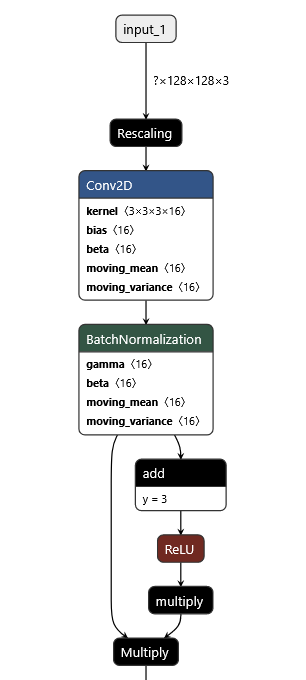 input_1
?×128×128×3
Rescaling
Conv2D
kernel ⟨3×3×3×16⟩
bias ⟨16⟩
beta ⟨16⟩
moving_mean ⟨16⟩
moving_variance ⟨16⟩
BatchNormalization
gamma ⟨16⟩
beta ⟨16⟩
moving_mean ⟨16⟩
moving_variance ⟨16⟩
add
y = 3
ReLU
multiply
Multiply